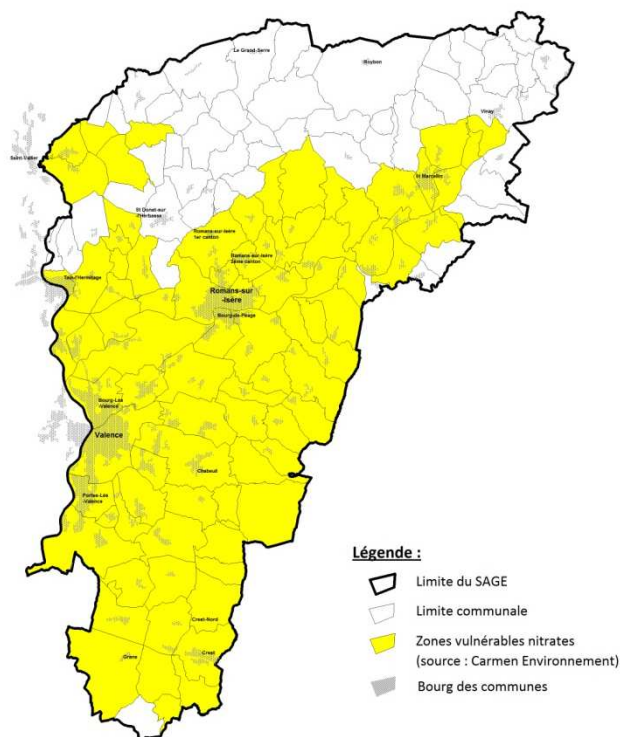 Le Grand-Serre
Roybon
Vinay
Saint-Vallier
St Marcellin
St Donat-sur
-l'Herbasse
Romans-sur-Isère
1er canton
Romans-sur-Isère
2ème canton
Tain-l'Hermitage
Romans-sur
-Isère
Bourg-de-Péage
Bourg-Lès
-Valence
Valence
Chabeuil
Portes-Lès
-Valence
Crest-Nord
Crest
Légende :
Limite du SAGE
Limite communale
Zones vulnérables nitrates
(source : Carmen Environnement)
Bourg des communes